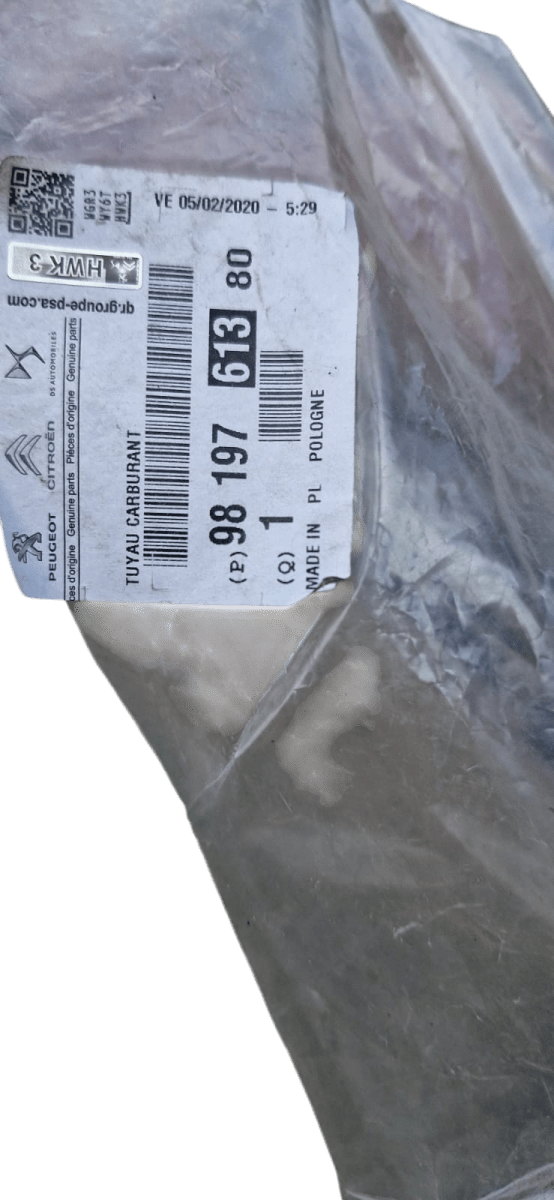 PEUGEOT CITROËN DS AUTOMOBILES
ces d'origine Genuine parts Pièces d'origine Genuine parts
qr.groupe-psa.com
HWK 3
WGR3
WY6T
HWK3
TUYAU CARBURANT
VE 05/02/2020 - 5:29
(P) 98 197 613 80
(Q) 1
MADE IN PL POLOGNE